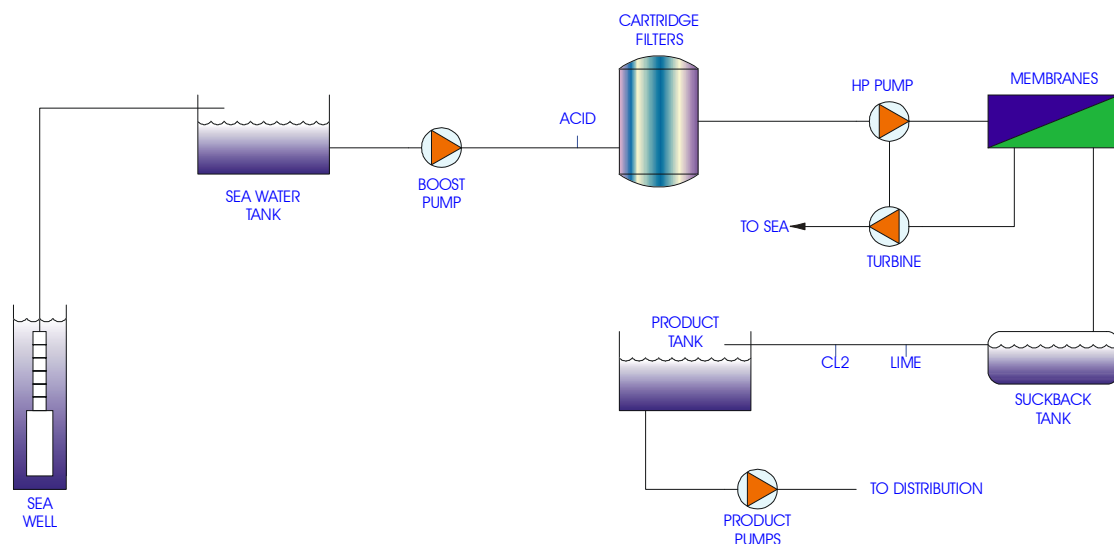 CARTRIDGE
FILTERS
HP PUMP
MEMBRANES
ACID
BOOST
PUMP
SEA WATER
TANK
TO SEA
TURBINE
PRODUCT
TANK
CL2
LIME
SUCKBACK
TANK
SEA
WELL
TO DISTRIBUTION
PRODUCT
PUMPS